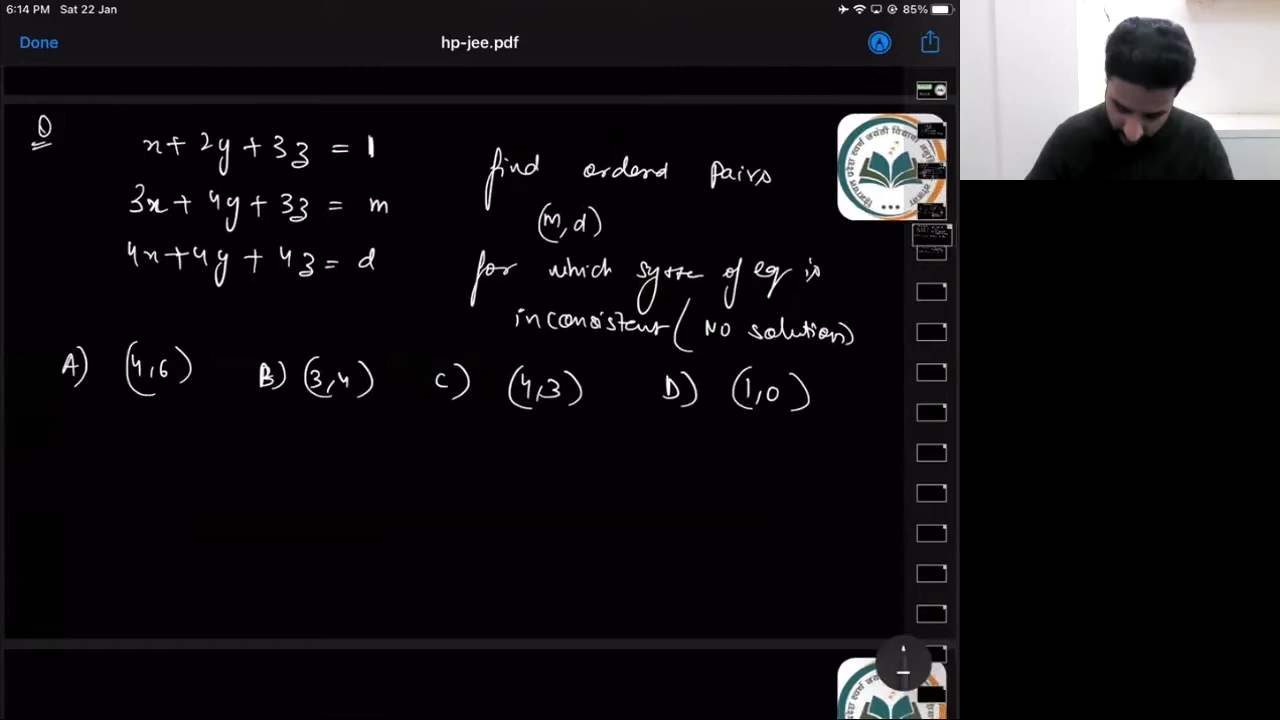 6:14 PM Sat 22 Jan
85%
Done
hp-jee.pdf
Q
x + 2y + 3z = 1
3x + 4y + 3z = m
4x + 4y + 4z = d
find orderd pairs
(m, d)
for which syste of eq is
inconsistent (NO solution)
A) (4,6) B) (3,4) C) (4,3) D) (1,0)